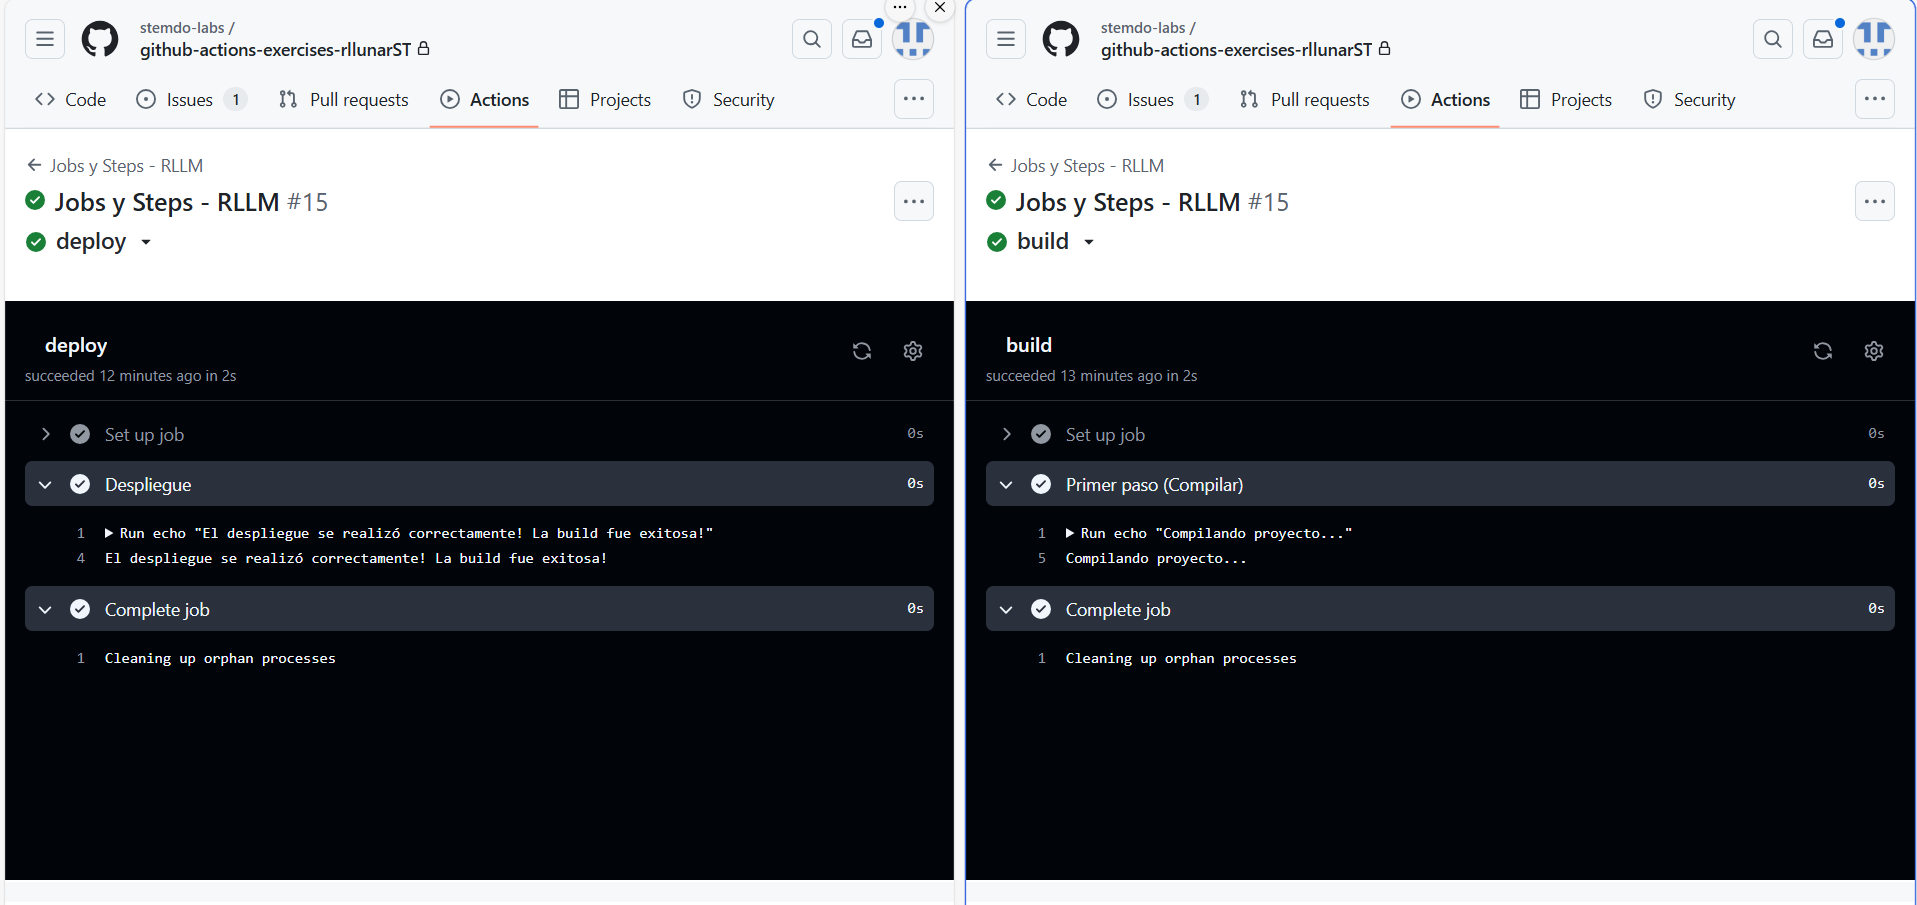 stemdo-labs /
github-actions-exercises-rllunarST
Code Issues 1 Pull requests Actions Projects Security
Jobs y Steps - RLLM
Jobs y Steps - RLLM #15
deploy
deploy
succeeded 12 minutes ago in 2s
Set up job 0s
Despliegue 0s
1 Run echo "El despliegue se realizó correctamente! La build fue exitosa!"
4 El despliegue se realizó correctamente! La build fue exitosa!
Complete job 0s
1 Cleaning up orphan processes
stemdo-labs /
github-actions-exercises-rllunarST
Code Issues 1 Pull requests Actions Projects Security
Jobs y Steps - RLLM
Jobs y Steps - RLLM #15
build
build
succeeded 13 minutes ago in 2s
Set up job 0s
Primer paso (Compilar) 0s
1 Run echo "Compilando proyecto..."
5 Compilando proyecto...
Complete job 0s
1 Cleaning up orphan processes